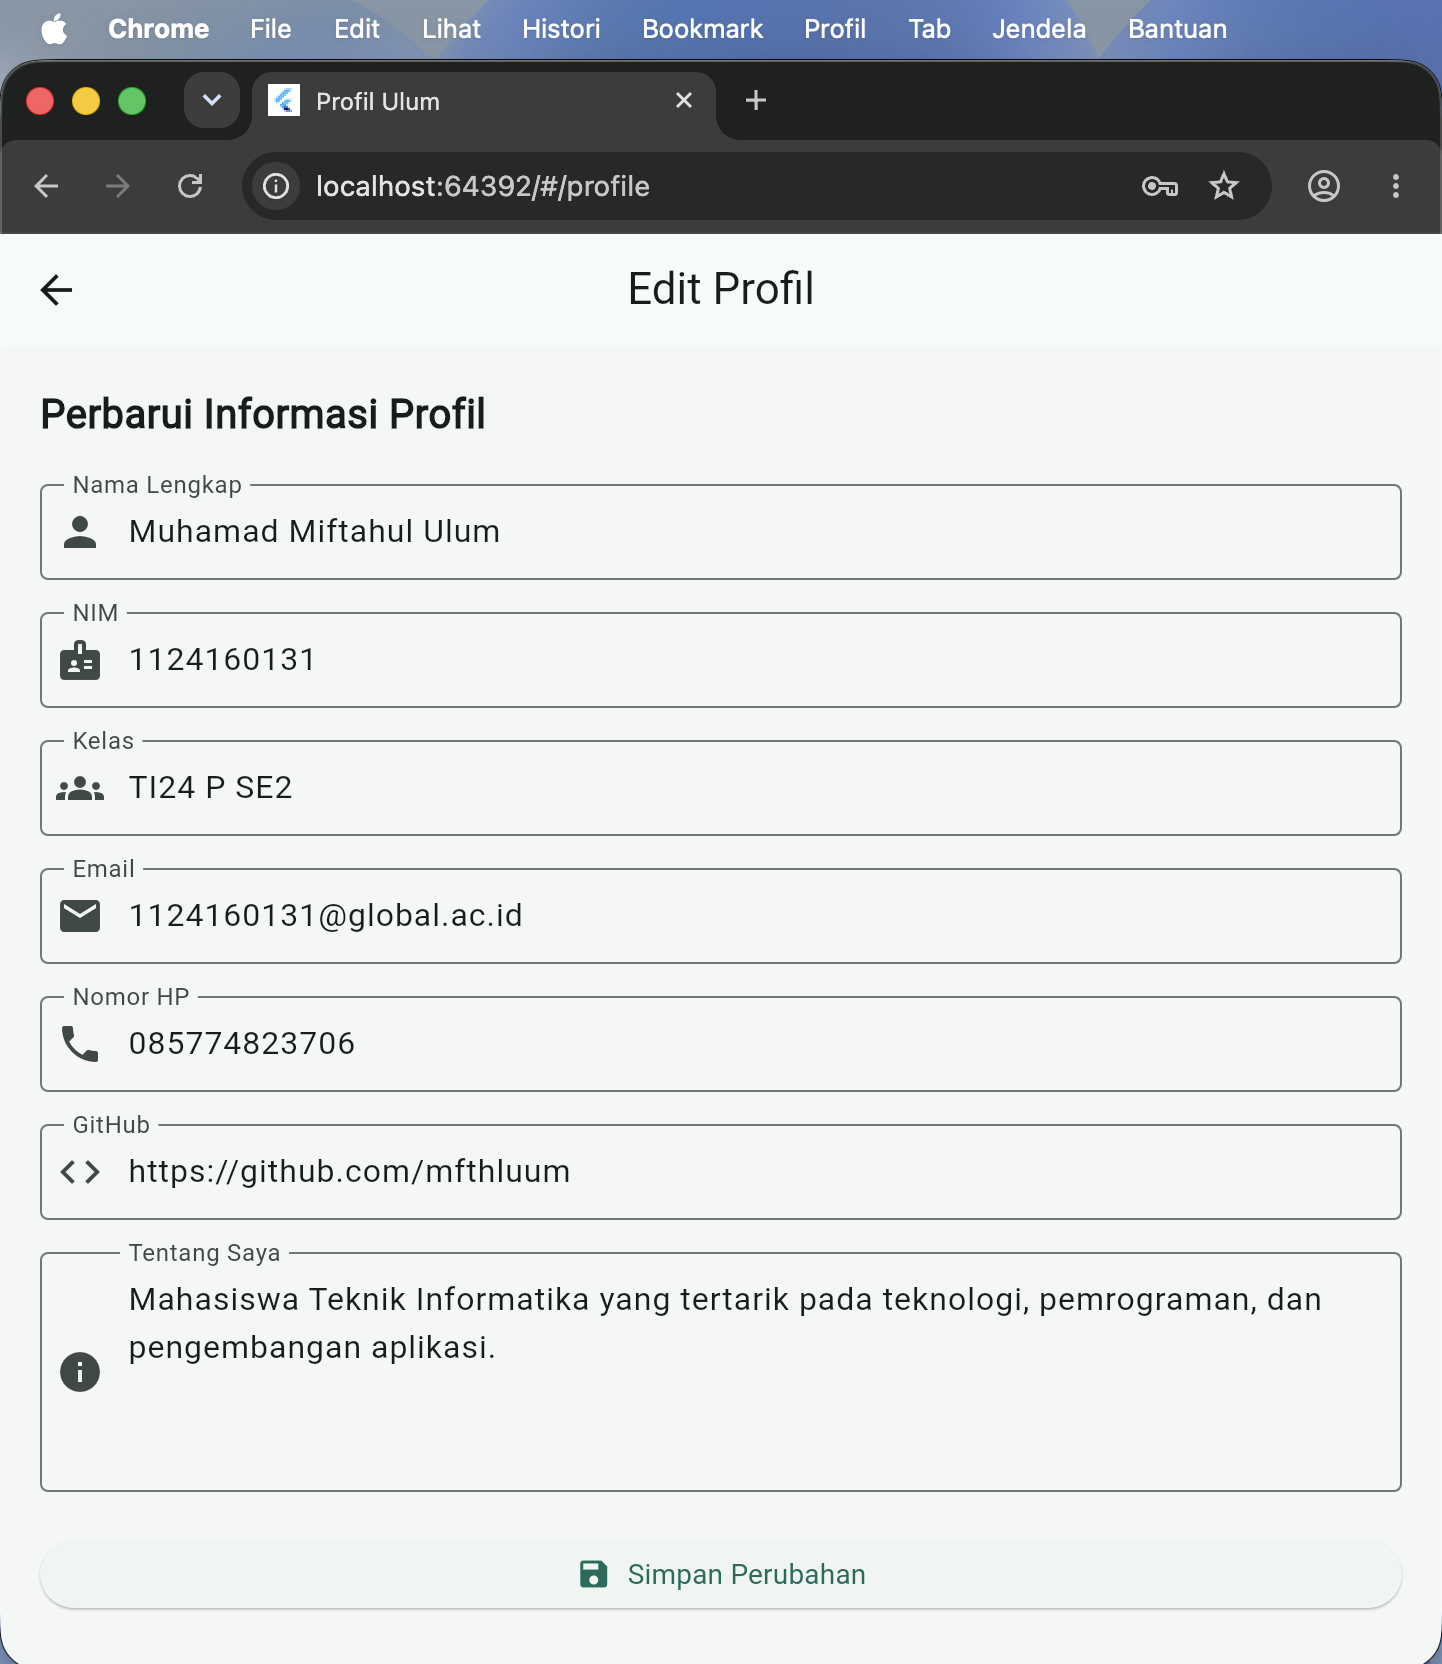 Chrome File Edit Lihat Histori Bookmark Profil Tab Jendela Bantuan
Profil Ulum
localhost:64392/#/profile
Edit Profil
Perbarui Informasi Profil
Nama Lengkap
Muhamad Miftahul Ulum
NIM
1124160131
Kelas
TI24 P SE2
Email
1124160131@global.ac.id
Nomor HP
085774823706
GitHub
https://github.com/mfthluum
Tentang Saya
Mahasiswa Teknik Informatika yang tertarik pada teknologi, pemrograman, dan
pengembangan aplikasi.
Simpan Perubahan